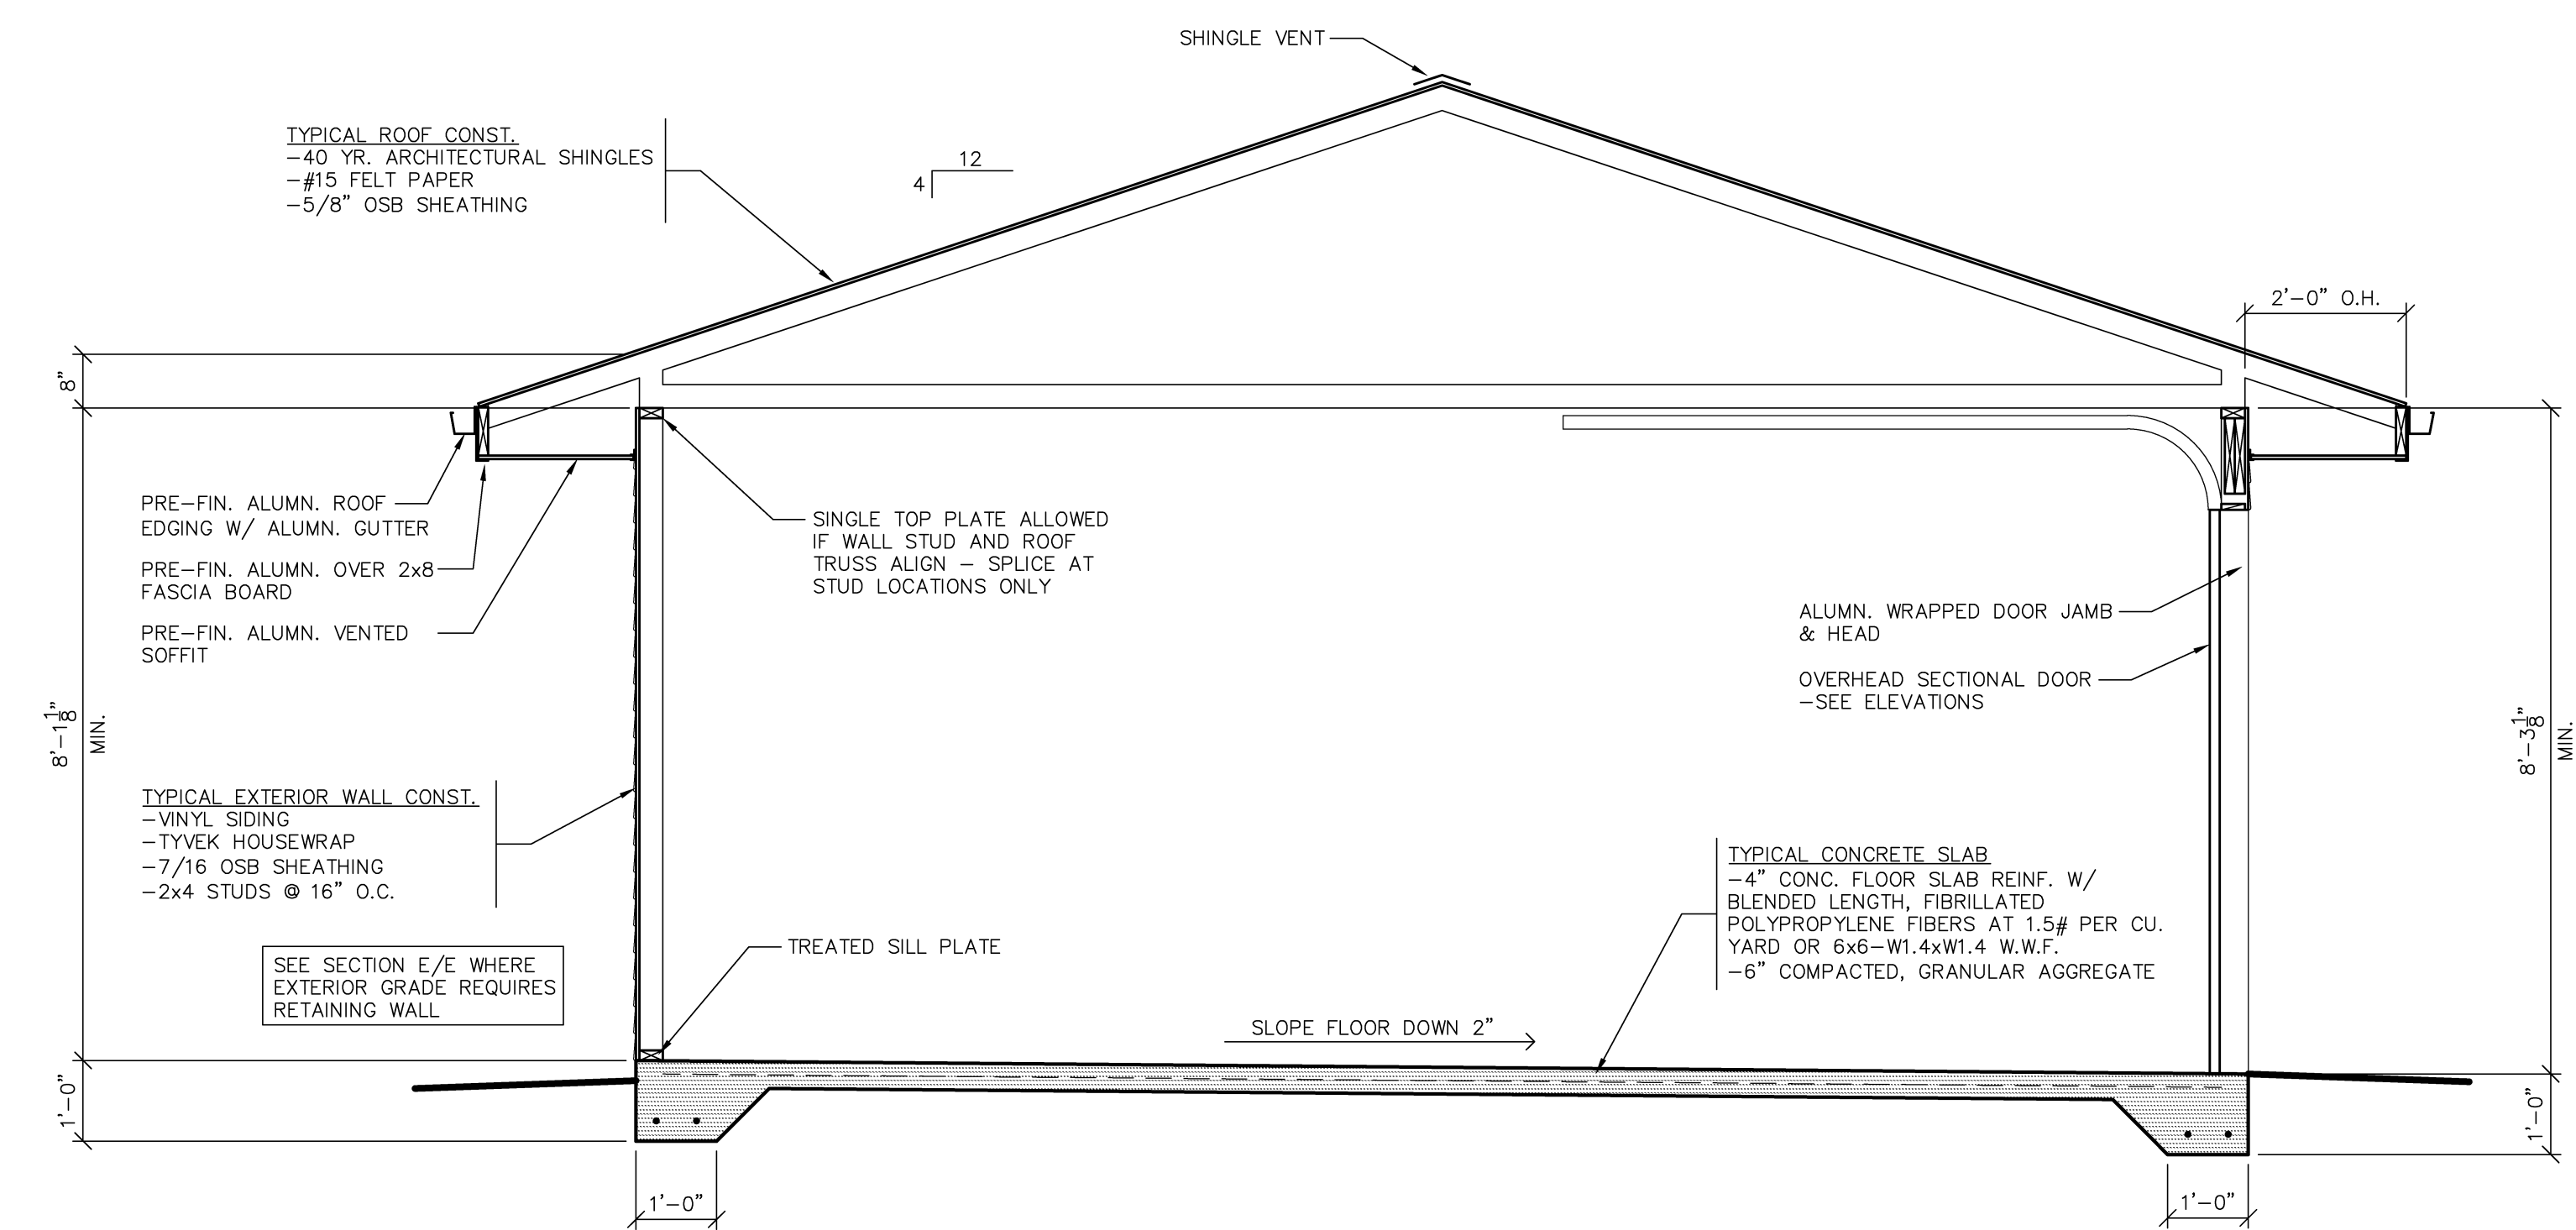 SHINGLE VENT
TYPICAL ROOF CONST.
-40 YR. ARCHITECTURAL SHINGLES
-#15 FELT PAPER
-5/8" OSB SHEATHING
12
4
2'-0" O.H.
8"
PRE-FIN. ALUMN. ROOF
EDGING W/ ALUMN. GUTTER
PRE-FIN. ALUMN. OVER 2x8
FASCIA BOARD
PRE-FIN. ALUMN. VENTED
SOFFIT
SINGLE TOP PLATE ALLOWED
IF WALL STUD AND ROOF
TRUSS ALIGN - SPLICE AT
STUD LOCATIONS ONLY
ALUMN. WRAPPED DOOR JAMB
& HEAD
OVERHEAD SECTIONAL DOOR
-SEE ELEVATIONS
8'-1 1/8"
MIN.
8'-3 1/8"
MIN.
TYPICAL EXTERIOR WALL CONST.
-VINYL SIDING
-TYVEK HOUSEWRAP
-7/16 OSB SHEATHING
-2x4 STUDS @ 16" O.C.
TYPICAL CONCRETE SLAB
-4" CONC. FLOOR SLAB REINF. W/
BLENDED LENGTH, FIBRILLATED
POLYPROPYLENE FIBERS AT 1.5# PER CU.
YARD OR 6x6-W1.4xW1.4 W.W.F.
-6" COMPACTED, GRANULAR AGGREGATE
TREATED SILL PLATE
SEE SECTION E/E WHERE
EXTERIOR GRADE REQUIRES
RETAINING WALL
SLOPE FLOOR DOWN 2"
1'-0"
1'-0"
1'-0"
1'-0"